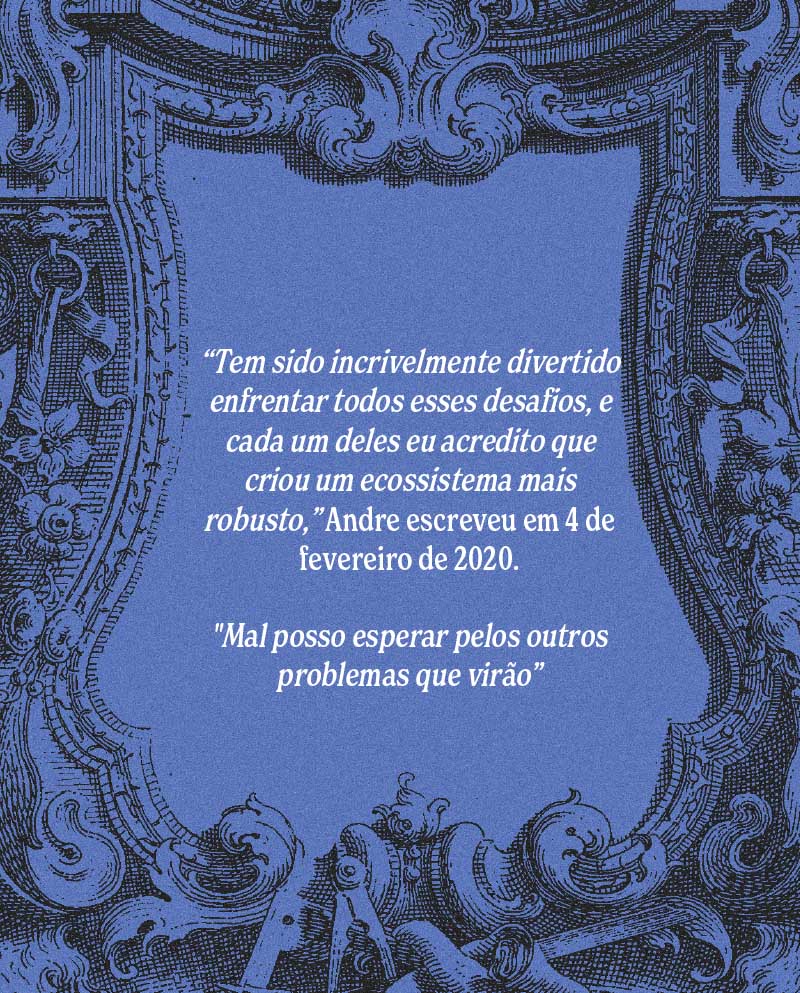 “Tem sido incrivelmente divertido
enfrentar todos esses desafios, e
cada um deles eu acredito que
criou um ecossistema mais
robusto,” Andre escreveu em 4 de
fevereiro de 2020.
"Mal posso esperar pelos outros
problemas que virão”